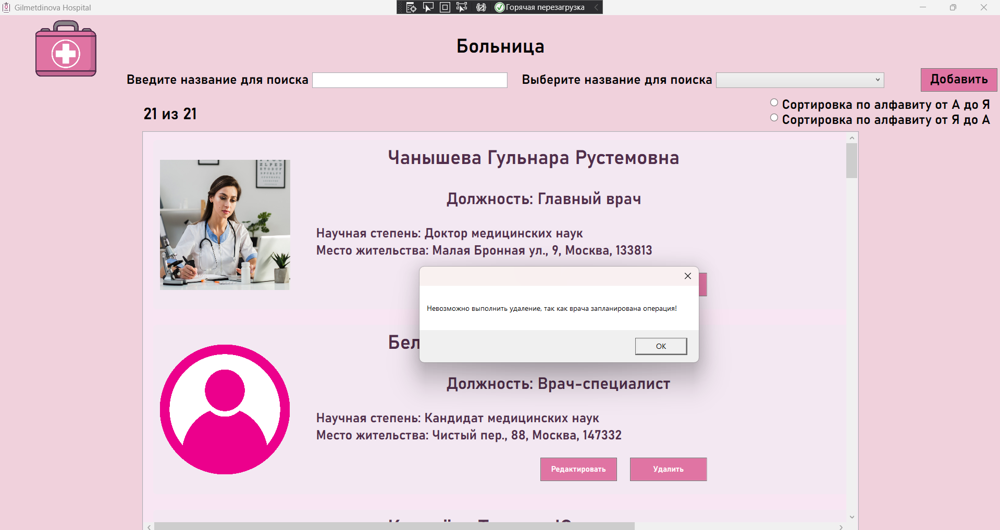 Gilmetdinova Hospital
Горячая перезагрузка
Больница
Введите название для поиска
Выберите название для поиска
Добавить
21 из 21
Сортировка по алфавиту от А до Я
Сортировка по алфавиту от Я до А
Чанышева Гульнара Рустемовна
Должность: Главный врач
Научная степень: Доктор медицинских наук
Место жительства: Малая Бронная ул., 9, Москва, 133813
Невозможно выполнить удаление, так как врача запланирована операция!
ОК
Бел
Должность: Врач-специалист
Научная степень: Кандидат медицинских наук
Место жительства: Чистый пер., 88, Москва, 147332
Редактировать
Удалить